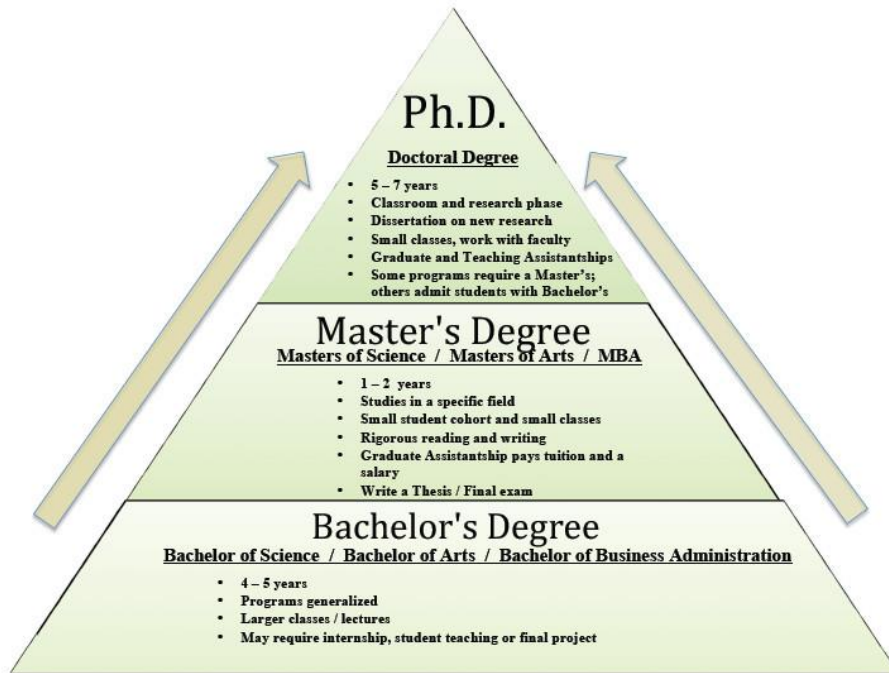 Ph.D.
Doctoral Degree
• 5 – 7 years
• Classroom and research phase
• Dissertation on new research
• Small classes, work with faculty
• Graduate and Teaching Assistantships
• Some programs require a Master's;
others admit students with Bachelor's
Master's Degree
Masters of Science / Masters of Arts / MBA
• 1 – 2 years
• Studies in a specific field
• Small student cohort and small classes
• Rigorous reading and writing
• Graduate Assistantship pays tuition and a
salary
• Write a Thesis / Final exam
Bachelor's Degree
Bachelor of Science / Bachelor of Arts / Bachelor of Business Administration
• 4 – 5 years
• Programs generalized
• Larger classes / lectures
• May require internship, student teaching or final project